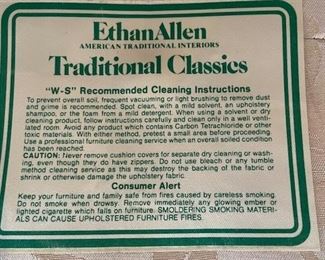 Ethan Allen
AMERICAN TRADITIONAL INTERIORS
Traditional Classics
"W-S" Recommended Cleaning Instructions
To prevent overall soil, frequent vacuuming or light brushing to remove dust
and grime is recommended. Spot clean, with a mild solvent, an upholstery
shampoo, or the foam from a mild detergent. When using a solvent or dry
cleaning product, follow instructions carefully and clean only in a well venti-
lated room. Avoid any product which contains Carbon Tetrachloride or other
toxic materials. With either method, pretest a small area before proceeding.
Use a professional furniture cleaning service when an overall soiled condition
has been reached.
CAUTION: Never remove cushion covers for separate dry cleaning or wash-
ing, even though they do have zippers. Do not use bleach or any tumble
method cleaning service as this may destroy the backing of the fabric or
shrink or otherwise damage the upholstery fabric.
Consumer Alert
Keep your furniture and family safe from fires caused by careless smoking.
Do not smoke when drowsy. Remove immediately any glowing ember or
lighted cigarette which falls on furniture. SMOLDERING SMOKING MATERI-
ALS CAN CAUSE UPHOLSTERED FURNITURE FIRES.